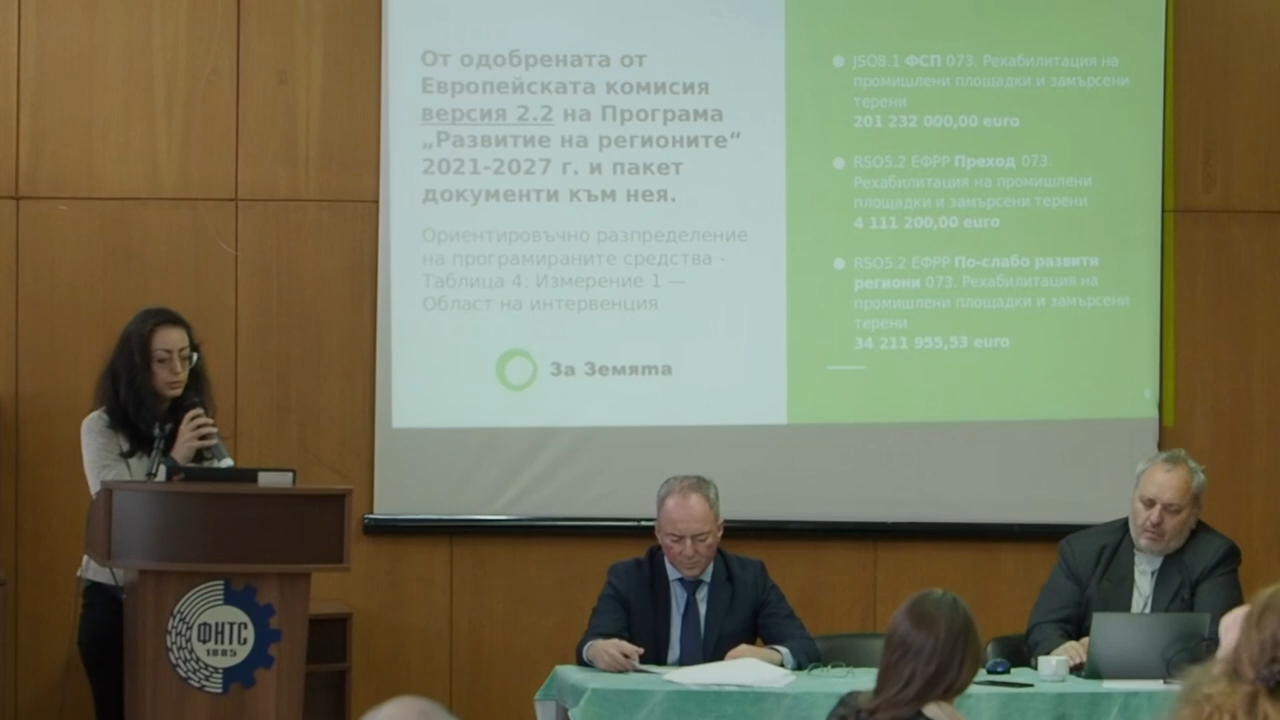 От одобрената от
Европейската комисия
версия 2.2 на Програма
„Развитие на регионите“
2021-2027 г. и пакет
документи към нея.
Ориентировъчно разпределение
на програмираните средства -
Таблица 4: Измерение 1 —
Област на интервенция
За Земята
JSO8.1 ФСП 073. Рехабилитация на
промишлени площадки и замърсени
терени
201 232 000,00 euro
RSO5.2 ЕФРР Преход 073.
Рехабилитация на промишлени
площадки и замърсени терени
4 111 200,00 euro
RSO5.2 ЕФРР По-слабо развити
региони 073. Рехабилитация на
промишлени площадки и замърсени
терени
34 211 955,53 euro
ФНТС
1885